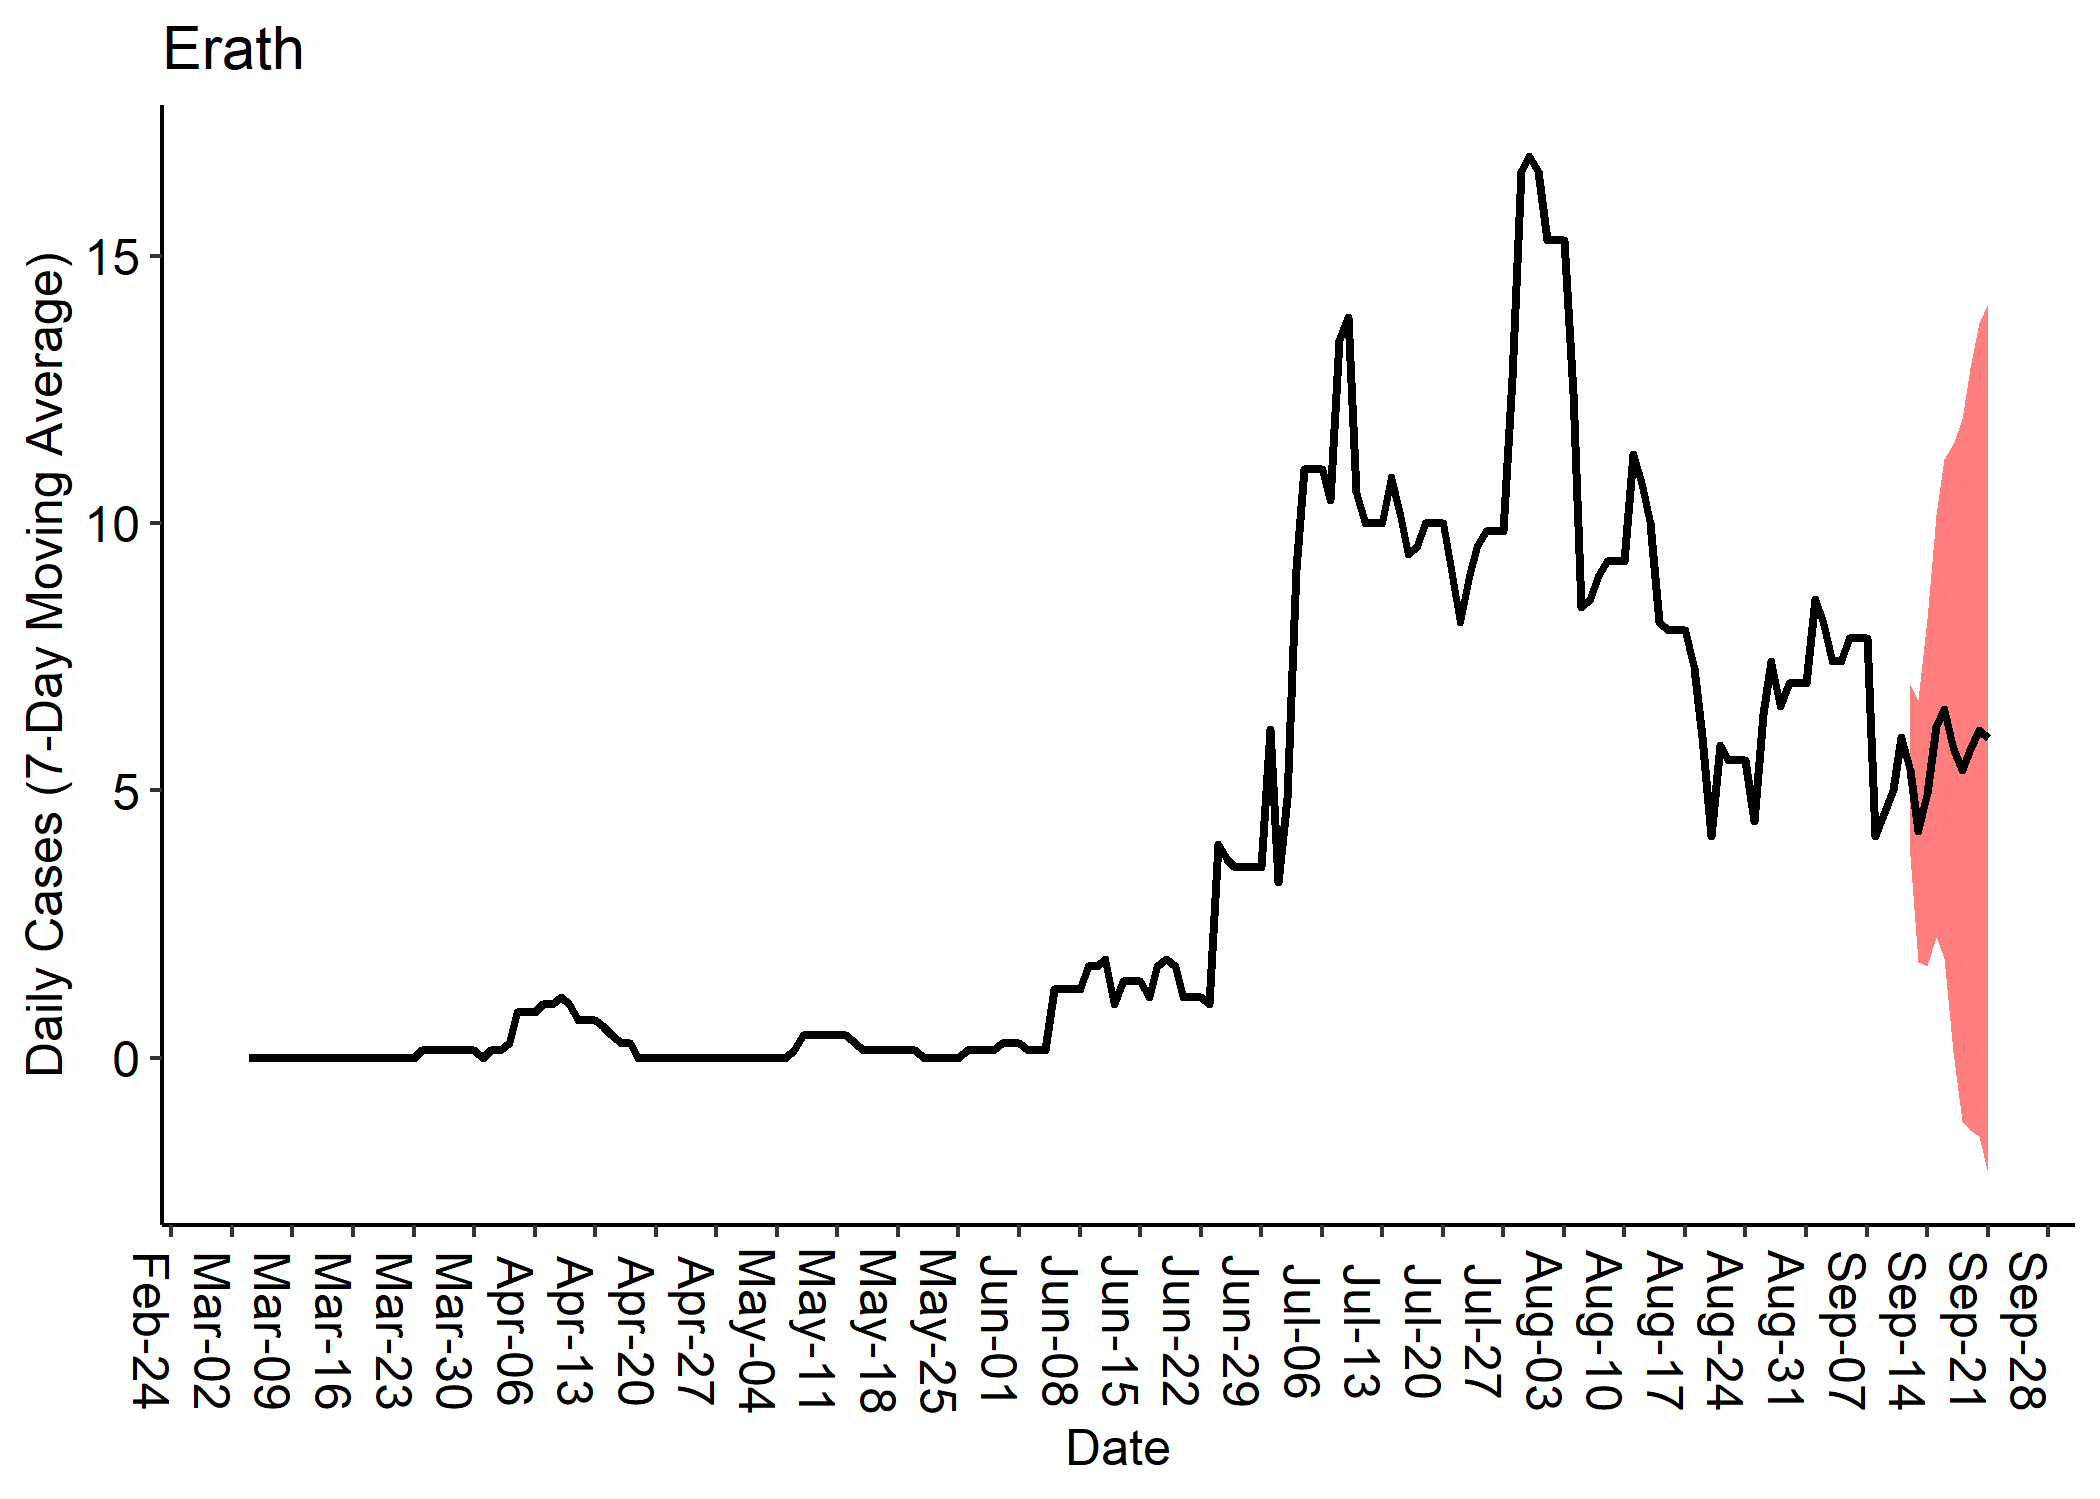 Erath
Daily Cases (7-Day Moving Average)
15
10
5
0
Feb-24
Mar-02
Mar-09
Mar-16
Mar-23
Mar-30
Apr-06
Apr-13
Apr-20
Apr-27
May-04
May-11
May-18
May-25
Jun-01
Jun-08
Jun-15
Jun-22
Jun-29
Jul-06
Jul-13
Jul-20
Jul-27
Aug-03
Aug-10
Aug-17
Aug-24
Aug-31
Sep-07
Sep-14
Sep-21
Sep-28
Date